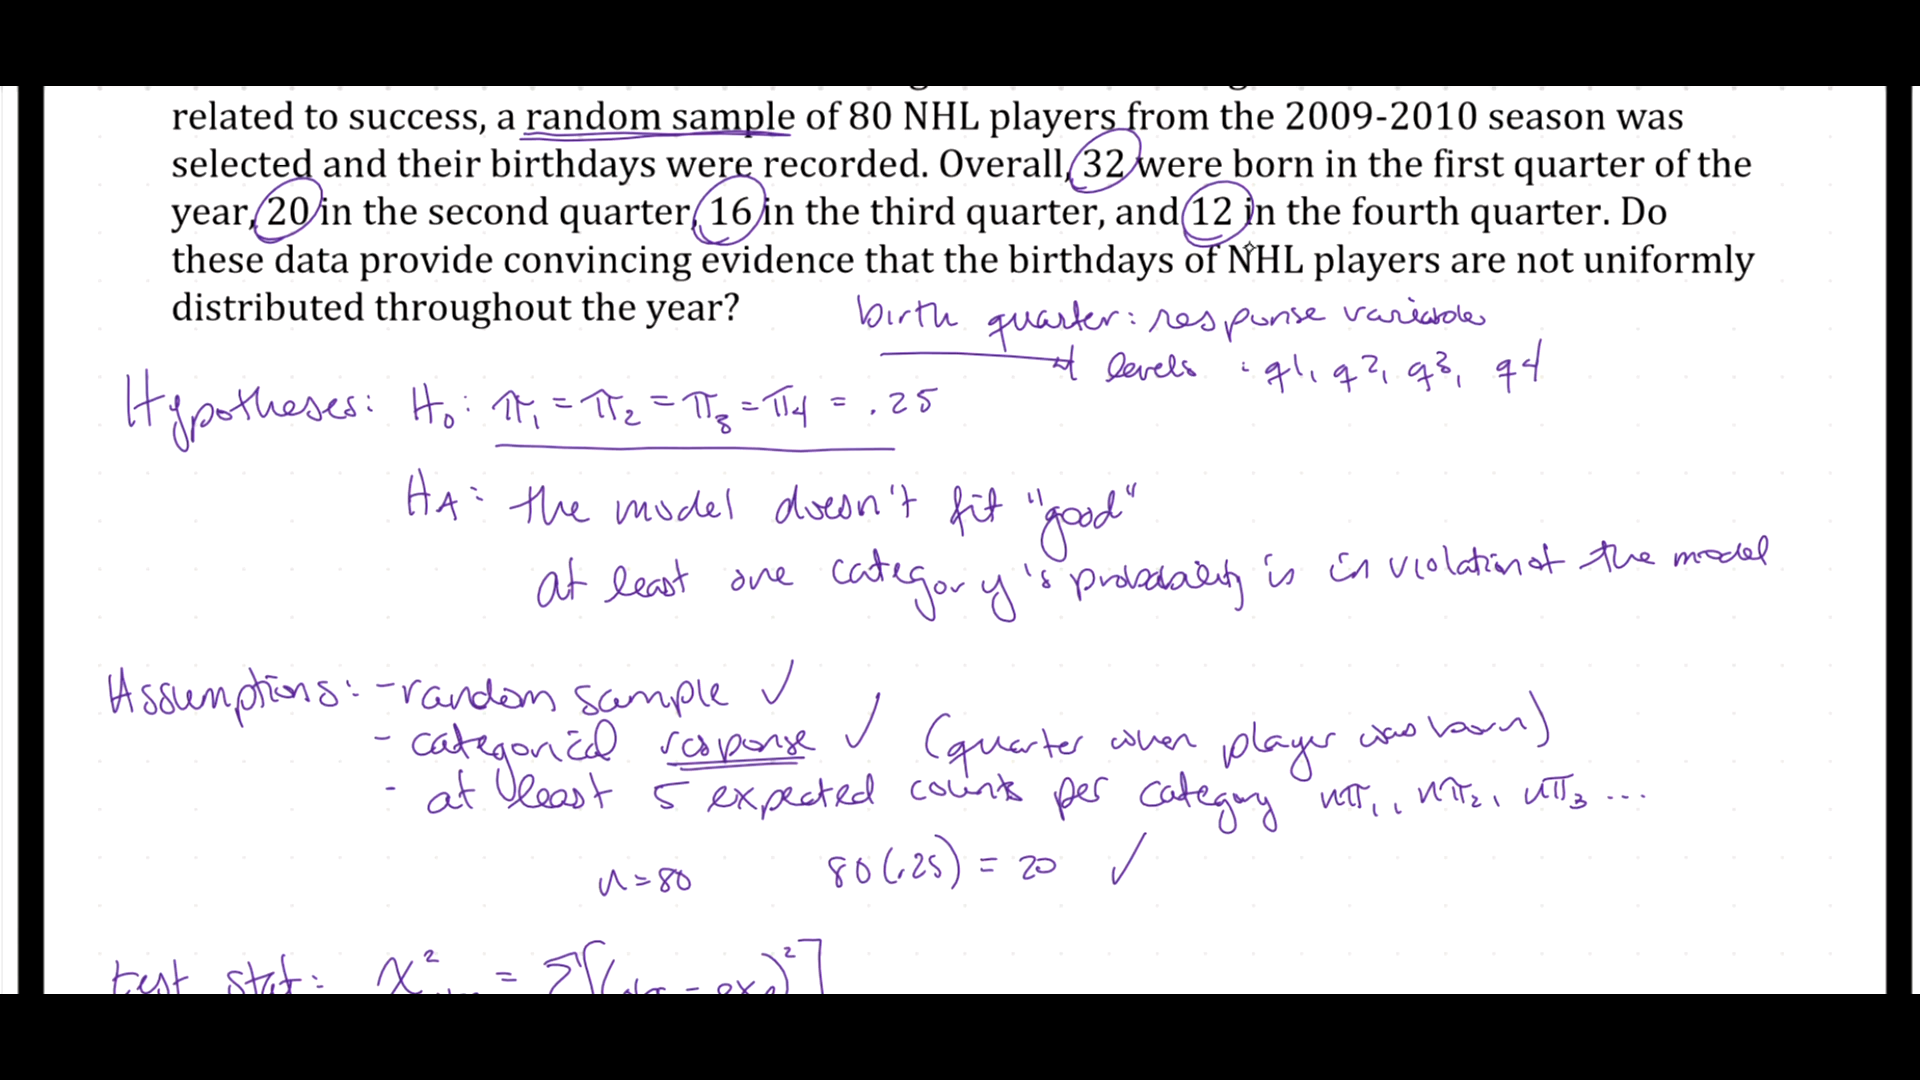 related to success, a random sample of 80 NHL players from the 2009-2010 season was
selected and their birthdays were recorded. Overall, 32 were born in the first quarter of the
year, 20 in the second quarter, 16 in the third quarter, and 12 in the fourth quarter. Do
these data provide convincing evidence that the birthdays of NHL players are not uniformly
distributed throughout the year?
birth quarter: response variable
4 levels : q1, q2, q3, q4
Hypotheses: H₀: π₁ = π₂ = π₃ = π₄ = .25
H_A: the model doesn't fit "good"
at least one category's probability is in violation of the model
Assumptions: - random sample ✓
- categorical response ✓ (quarter when player was born)
- at least 5 expected counts per category nπ₁, nπ₂, nπ₃ ...
n=80 80(.25) = 20 ✓
test stat: χ² = Σ[( - )²]